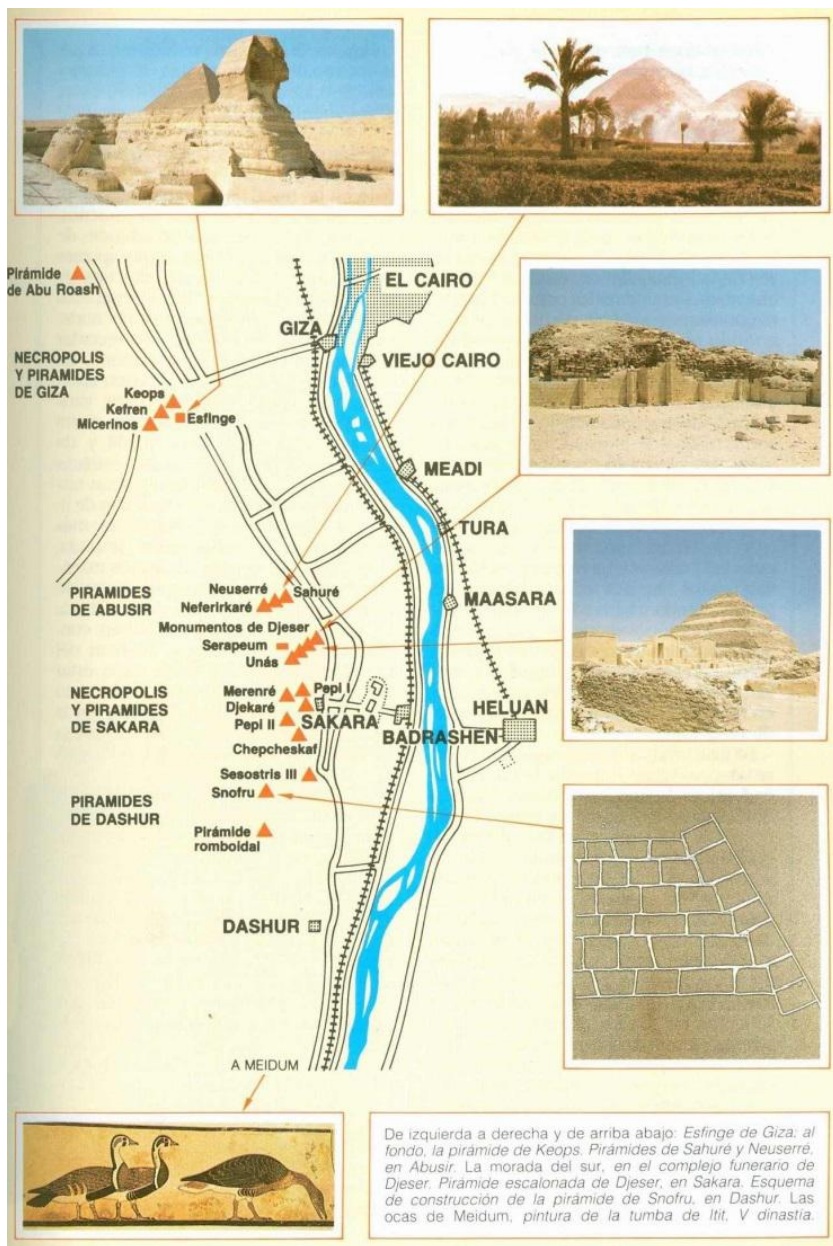 EL CAIRO
Pirámide
de Abu Roash
GIZA
VIEJO CAIRO
NECROPOLIS
Y PIRAMIDES
DE GIZA
Keops
Kefren
Esfinge
Micerinos
MEADI
TURA
PIRAMIDES
DE ABUSIR
Neuserré
Sahuré
Neferirkaré
MAASARA
Monumentos de Djeser
Serapeum
Unás
NECROPOLIS
Y PIRAMIDES
DE SAKARA
Merenré
Pepi I
Djekaré
SAKARA
Pepi II
Chepcheskaf
HELUAN
BADRASHEN
PIRAMIDES
DE DASHUR
Sesostris III
Snofru
Pirámide
romboidal
DASHUR
A MEIDUM
De izquierda a derecha y de arriba abajo: Esfinge de Giza; al
fondo, la pirámide de Keops. Pirámides de Sahuré y Neuserré,
en Abusir. La morada del sur, en el complejo funerario de
Djeser. Pirámide escalonada de Djeser, en Sakara. Esquema
de construcción de la pirámide de Snofru, en Dashur. Las
ocas de Meidum, pintura de la tumba de Itit. V dinastía.